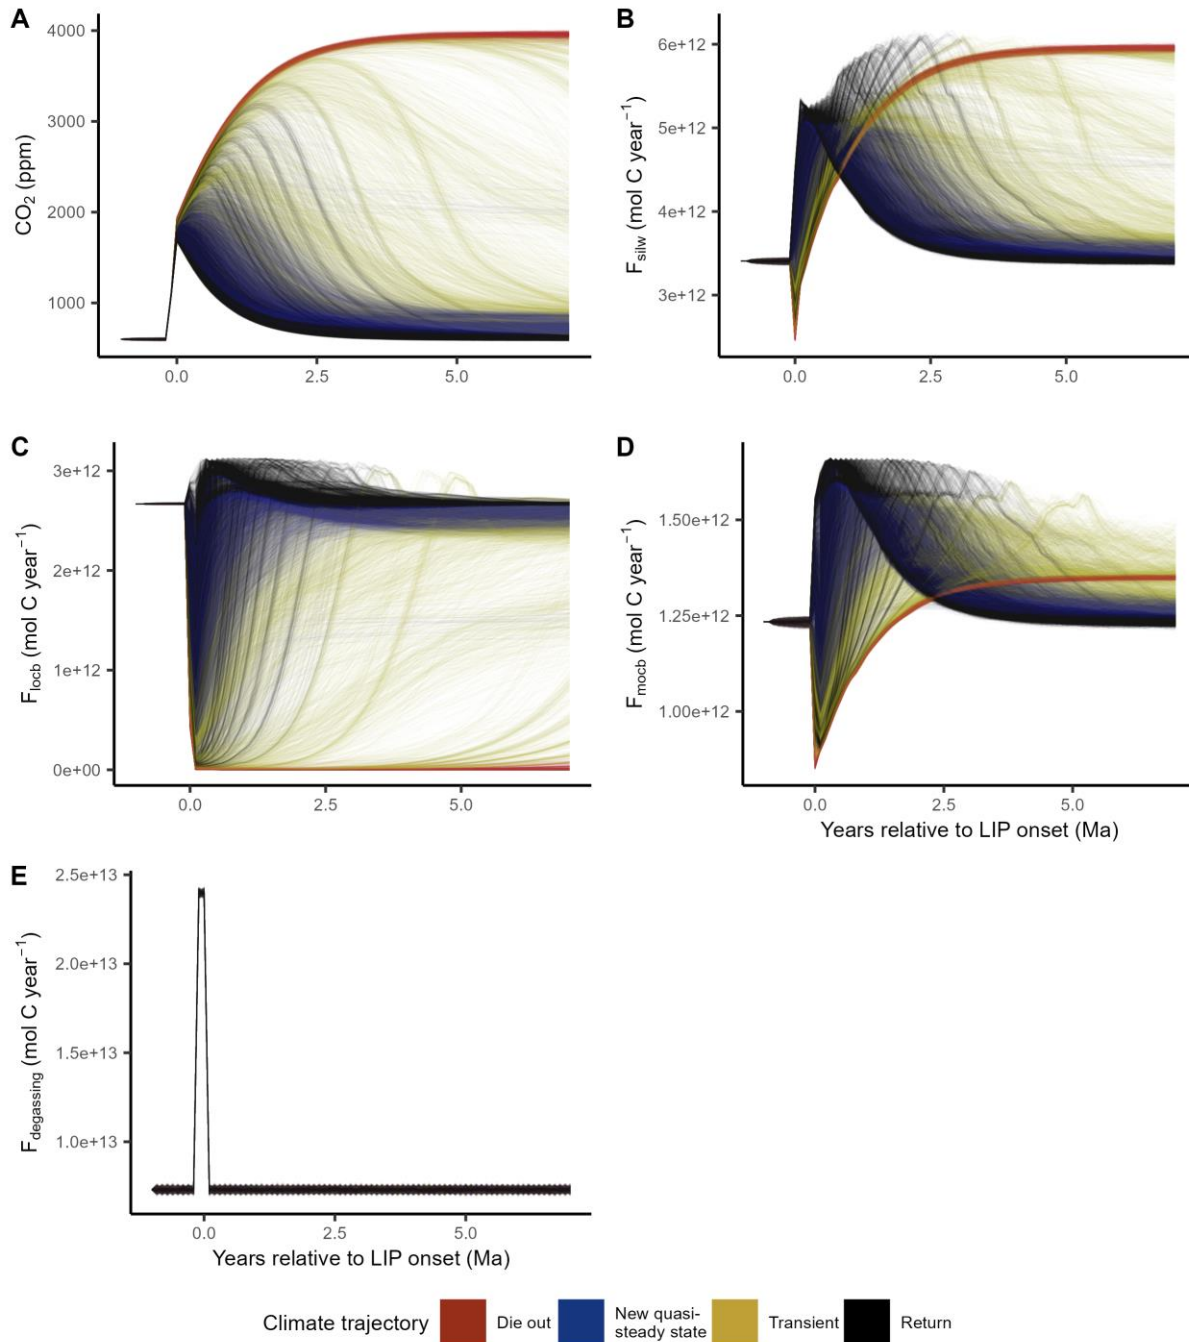 A
CO2 (ppm)
4000
3000
2000
1000
0.0 2.5 5.0
B
Fsilw (mol C year−1)
6e+12
5e+12
4e+12
3e+12
0.0 2.5 5.0
C
Flocb (mol C year−1)
3e+12
2e+12
1e+12
0e+00
0.0 2.5 5.0
D
Fmocb (mol C year−1)
1.50e+12
1.25e+12
1.00e+12
0.0 2.5 5.0
Years relative to LIP onset (Ma)
E
Fdegassing (mol C year−1)
2.5e+13
2.0e+13
1.5e+13
1.0e+13
0.0 2.5 5.0
Years relative to LIP onset (Ma)
Climate trajectory
Die out
New quasi-
steady state
Transient
Return